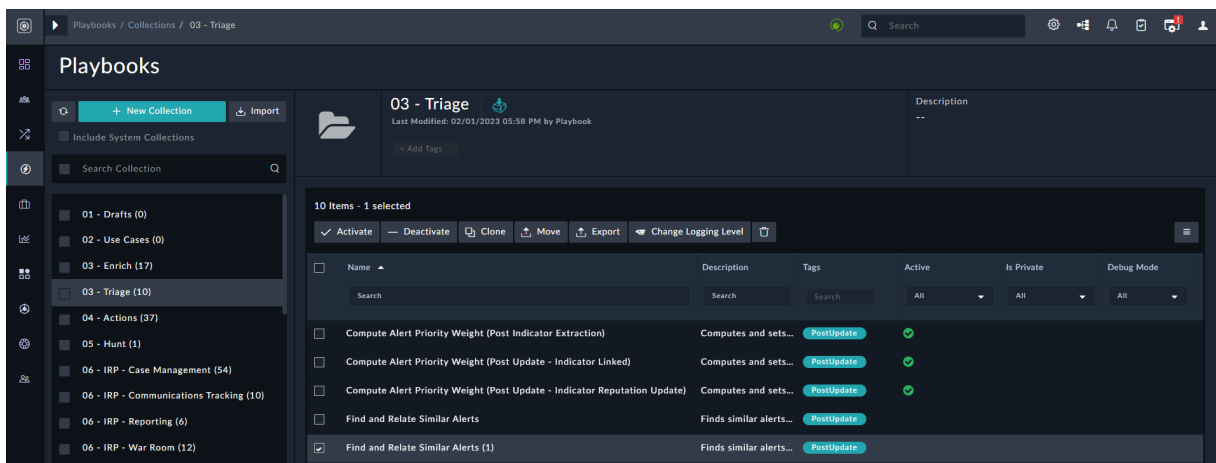 Playbooks / Collections / 03 - Triage
Search
Playbooks
+ New Collection
Import
Include System Collections
Search Collection
01 - Drafts (0)
02 - Use Cases (0)
03 - Enrich (17)
03 - Triage (10)
04 - Actions (37)
05 - Hunt (1)
06 - IRP - Case Management (54)
06 - IRP - Communications Tracking (10)
06 - IRP - Reporting (6)
06 - IRP - War Room (12)
03 - Triage
Last Modified: 02/01/2023 05:58 PM by Playbook
+ Add Tags
Description
--
10 Items - 1 selected
Activate — Deactivate Clone Move Export Change Logging Level
Name Description Tags Active Is Private Debug Mode
Search Search Search All All All
Compute Alert Priority Weight (Post Indicator Extraction) Computes and sets... PostUpdate
Compute Alert Priority Weight (Post Update - Indicator Linked) Computes and sets... PostUpdate
Compute Alert Priority Weight (Post Update - Indicator Reputation Update) Computes and sets... PostUpdate
Find and Relate Similar Alerts Finds similar alerts... PostUpdate
Find and Relate Similar Alerts (1) Finds similar alerts... PostUpdate